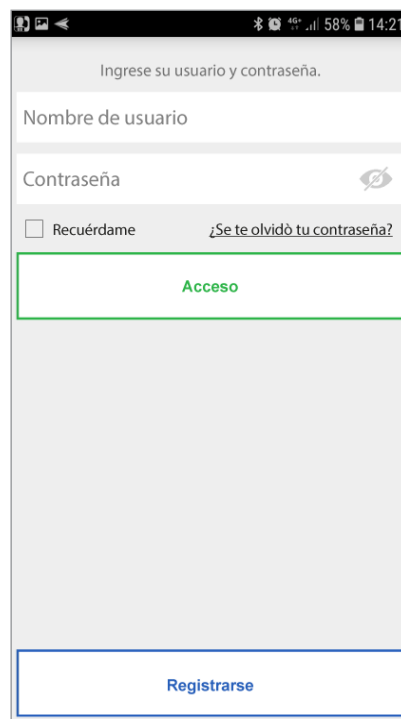 4G+ 58% 14:21
Ingrese su usuario y contraseña.
Nombre de usuario
Contraseña
Recuérdame ¿Se te olvidò tu contraseña?
Acceso
Registrarse